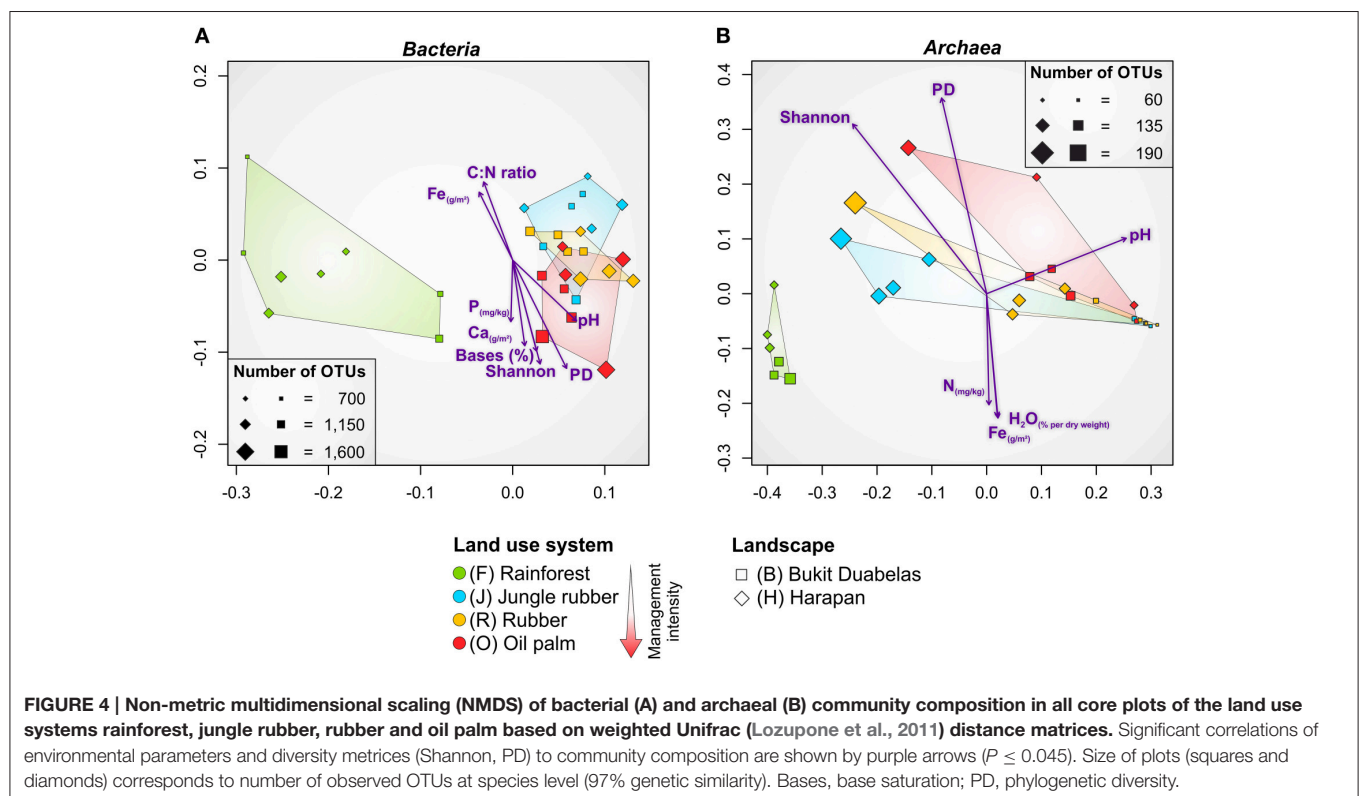 A
Bacteria
0.2
0.1
0.0
-0.1
-0.2
-0.3
-0.2
-0.1
0.0
0.1
C:N ratio
Fe(g/m²)
P(mg/kg)
Ca(g/m²)
Bases (%)
Shannon
PD
pH
Number of OTUs
= 700
= 1,150
= 1,600
B
Archaea
0.4
0.3
0.2
0.1
0.0
-0.1
-0.2
-0.3
-0.4
-0.3
-0.2
-0.1
0.0
0.1
0.2
0.3
PD
Shannon
pH
N(mg/kg)
H2O(% per dry weight)
Fe(g/m²)
Number of OTUs
= 60
= 135
= 190
Land use system
(F) Rainforest
(J) Jungle rubber
(R) Rubber
(O) Oil palm
Management
intensity
Landscape
(B) Bukit Duabelas
(H) Harapan
FIGURE 4 | Non-metric multidimensional scaling (NMDS) of bacterial (A) and archaeal (B) community composition in all core plots of the land use
systems rainforest, jungle rubber, rubber and oil palm based on weighted Unifrac (Lozupone et al., 2011) distance matrices. Significant correlations of
environmental parameters and diversity metrices (Shannon, PD) to community composition are shown by purple arrows (P ≤ 0.045). Size of plots (squares and
diamonds) corresponds to number of observed OTUs at species level (97% genetic similarity). Bases, base saturation; PD, phylogenetic diversity.